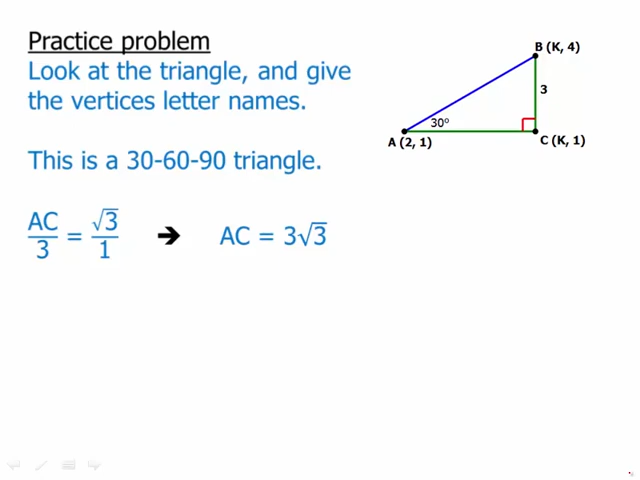 Practice problem
Look at the triangle, and give
the vertices letter names.
This is a 30-60-90 triangle.
AC/3 = √3/1 ➔ AC = 3√3
B (K, 4)
3
30º
A (2, 1)
C (K, 1)